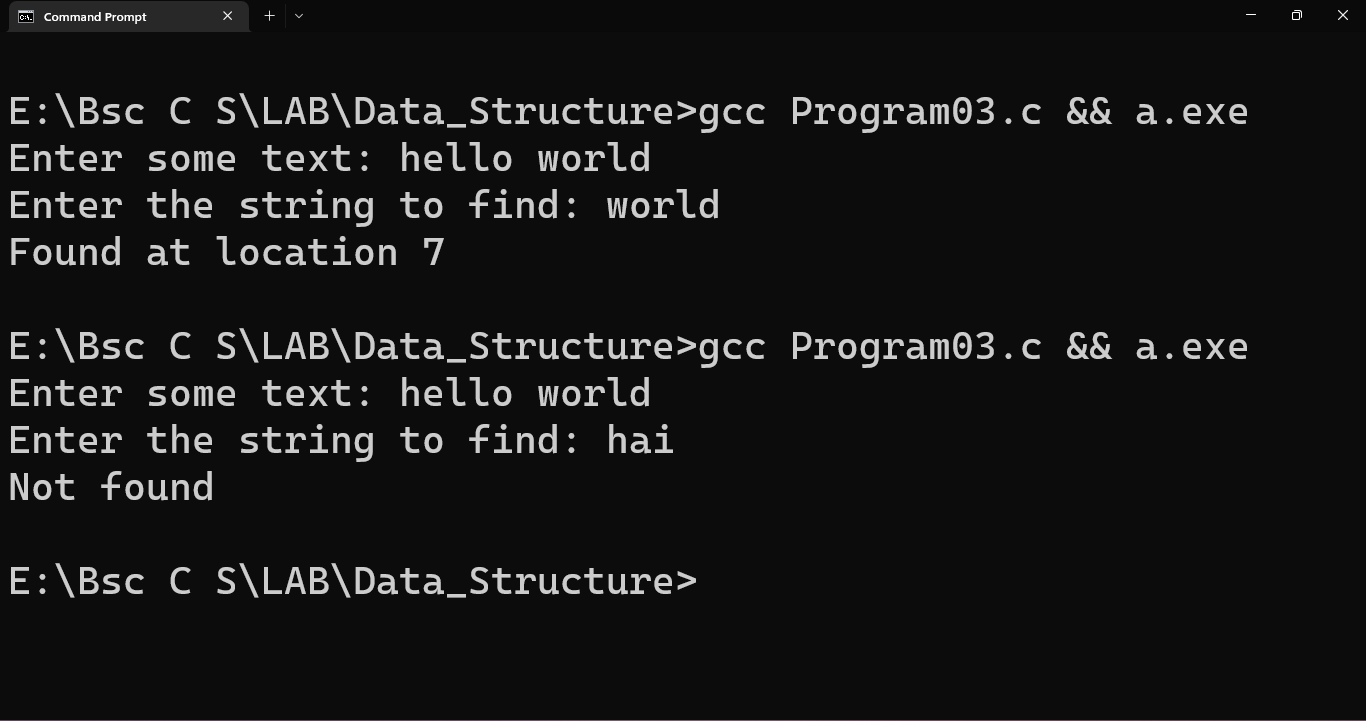 Command Prompt
E:\Bsc C S\LAB\Data_Structure>gcc Program03.c && a.exe
Enter some text: hello world
Enter the string to find: world
Found at location 7
E:\Bsc C S\LAB\Data_Structure>gcc Program03.c && a.exe
Enter some text: hello world
Enter the string to find: hai
Not found
E:\Bsc C S\LAB\Data_Structure>